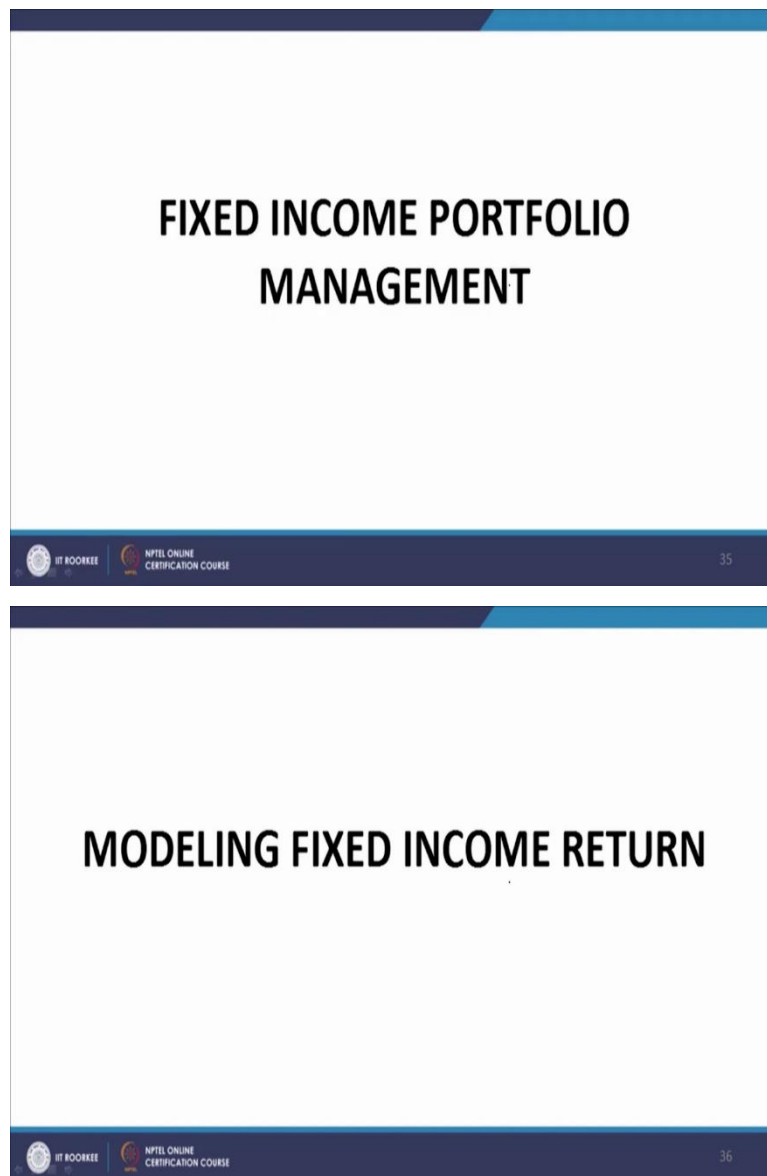 FIXED INCOME PORTFOLIO
MANAGEMENT
IIT ROORKEE
NPTEL ONLINE
CERTIFICATION COURSE
35
MODELING FIXED INCOME RETURN
IIT ROORKEE
NPTEL ONLINE
CERTIFICATION COURSE
36